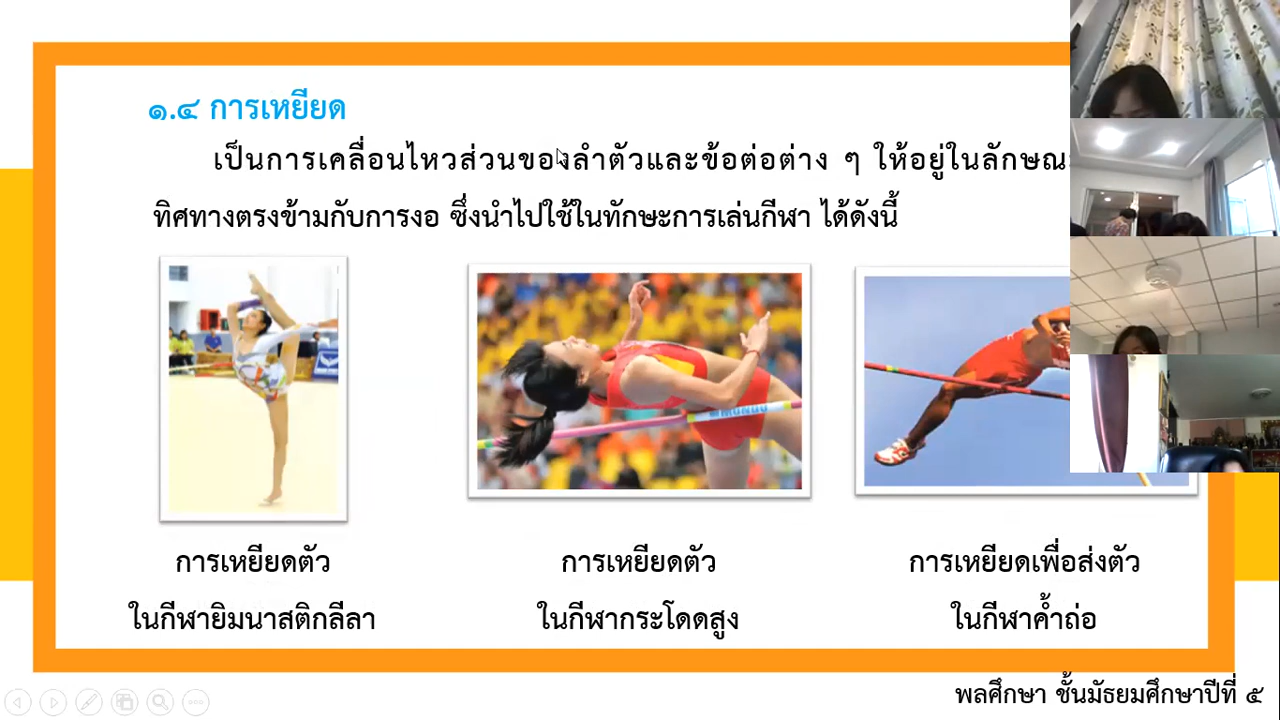 ๑.๔ การเหยียด
เป็นการเคลื่อนไหวส่วนของลำตัวและข้อต่อต่าง ๆ ให้อยู่ในลักษณะ
ทิศทางตรงข้ามกับการงอ ซึ่งนำไปใช้ในทักษะการเล่นกีฬา ได้ดังนี้
MONDO
การเหยียดตัว
ในกีฬายิมนาสติกลีลา
การเหยียดตัว
ในกีฬากระโดดสูง
การเหยียดเพื่อส่งตัว
ในกีฬาค้ำถ่อ
พลศึกษา ชั้นมัธยมศึกษาปีที่ ๕